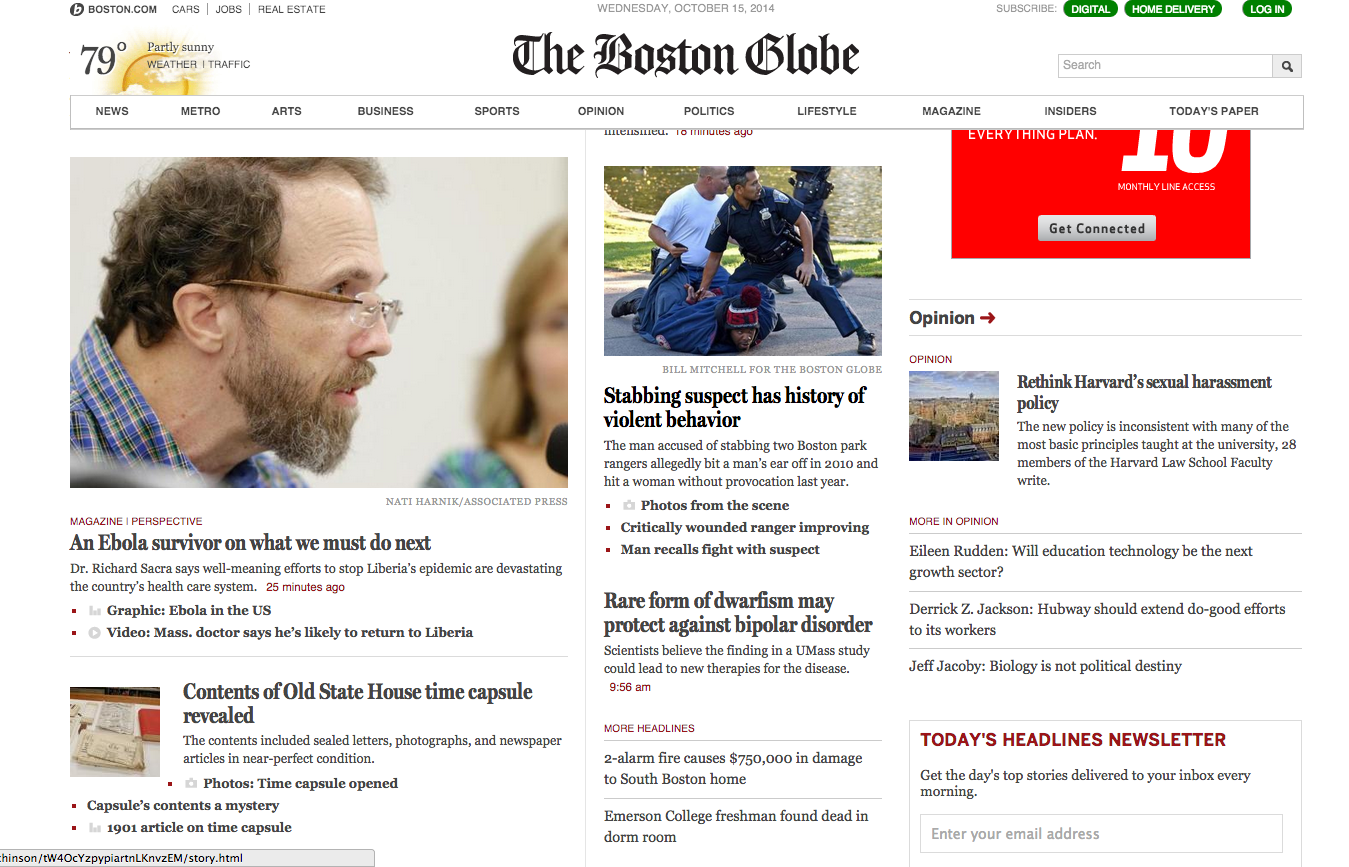 BOSTON.COM CARS JOBS REAL ESTATE
WEDNESDAY, OCTOBER 15, 2014
SUBSCRIBE: DIGITAL HOME DELIVERY LOG IN
79° Partly sunny
WEATHER | TRAFFIC
The Boston Globe
Search
NEWS METRO ARTS BUSINESS SPORTS OPINION POLITICS LIFESTYLE MAGAZINE INSIDERS TODAY'S PAPER
NATI HARNIK/ASSOCIATED PRESS
MAGAZINE | PERSPECTIVE
An Ebola survivor on what we must do next
Dr. Richard Sacra says well-meaning efforts to stop Liberia's epidemic are devastating
the country's health care system. 25 minutes ago
Graphic: Ebola in the US
Video: Mass. doctor says he's likely to return to Liberia
Contents of Old State House time capsule
revealed
The contents included sealed letters, photographs, and newspaper
articles in near-perfect condition.
Photos: Time capsule opened
Capsule's contents a mystery
1901 article on time capsule
intensified. 18 minutes ago
BILL MITCHELL FOR THE BOSTON GLOBE
Stabbing suspect has history of
violent behavior
The man accused of stabbing two Boston park
rangers allegedly bit a man's ear off in 2010 and
hit a woman without provocation last year.
Photos from the scene
Critically wounded ranger improving
Man recalls fight with suspect
Rare form of dwarfism may
protect against bipolar disorder
Scientists believe the finding in a UMass study
could lead to new therapies for the disease.
9:56 am
MORE HEADLINES
2-alarm fire causes $750,000 in damage
to South Boston home
Emerson College freshman found dead in
dorm room
EVERYTHING PLAN.
10
MONTHLY LINE ACCESS
Get Connected
Opinion
OPINION
Rethink Harvard's sexual harassment
policy
The new policy is inconsistent with many of the
most basic principles taught at the university, 28
members of the Harvard Law School Faculty
write.
MORE IN OPINION
Eileen Rudden: Will education technology be the next
growth sector?
Derrick Z. Jackson: Hubway should extend do-good efforts
to its workers
Jeff Jacoby: Biology is not political destiny
TODAY'S HEADLINES NEWSLETTER
Get the day's top stories delivered to your inbox every
morning.
Enter your email address
hinson/tW4OcYzpypiartnLKnvzEM/story.html